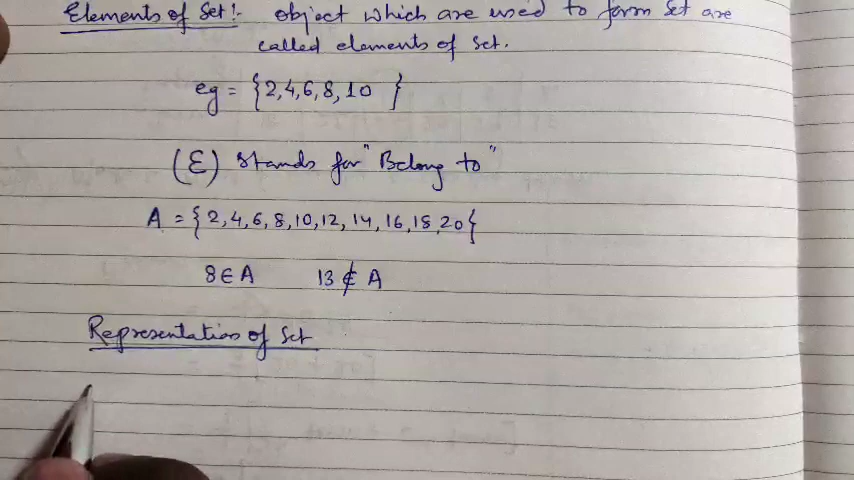 Elements of Set:- object which are used to form Set are
called elements of set.
eg = {2,4,6,8,10 }
(Ɛ) Stands for "Belong to"
A = { 2,4,6,8,10,12, 14, 16,18,20{
8 ∈ A 13 ∉ A
Representation of Set